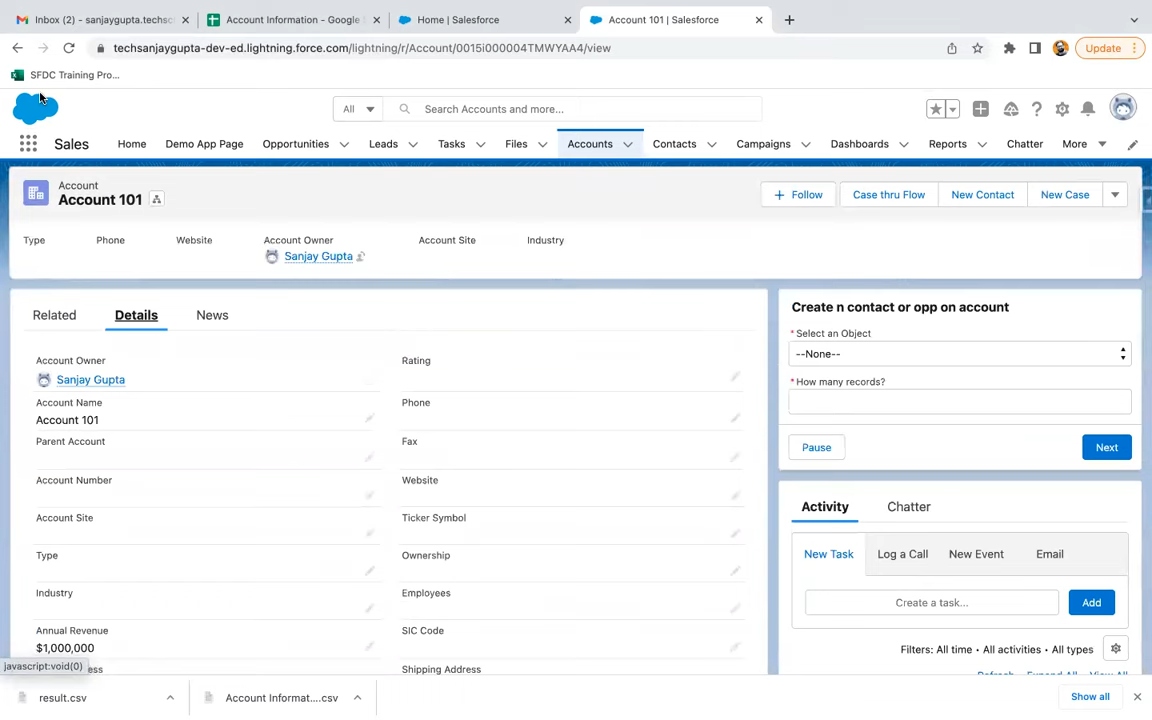 Inbox (2) - sanjaygupta.techsc
Account Information - Google
Home | Salesforce
Account 101 | Salesforce
techsanjaygupta-dev-ed.lightning.force.com/lightning/r/Account/0015i000004TMWYAA4/view
Update
SFDC Training Pro...
All
Search Accounts and more...
Sales
Home
Demo App Page
Opportunities
Leads
Tasks
Files
Accounts
Contacts
Campaigns
Dashboards
Reports
Chatter
More
Account
Account 101
+ Follow
Case thru Flow
New Contact
New Case
Type
Phone
Website
Account Owner
Account Site
Industry
Sanjay Gupta
Related
Details
News
Account Owner
Sanjay Gupta
Rating
Account Name
Account 101
Phone
Parent Account
Fax
Account Number
Website
Account Site
Ticker Symbol
Type
Ownership
Industry
Employees
Annual Revenue
$1,000,000
SIC Code
Shipping Address
Create n contact or opp on account
* Select an Object
--None--
* How many records?
Pause
Next
Activity
Chatter
New Task
Log a Call
New Event
Email
Create a task...
Add
Filters: All time • All activities • All types
Refresh
Expand All
View All
javascript:void(0)
result.csv
Account Informat....csv
Show all